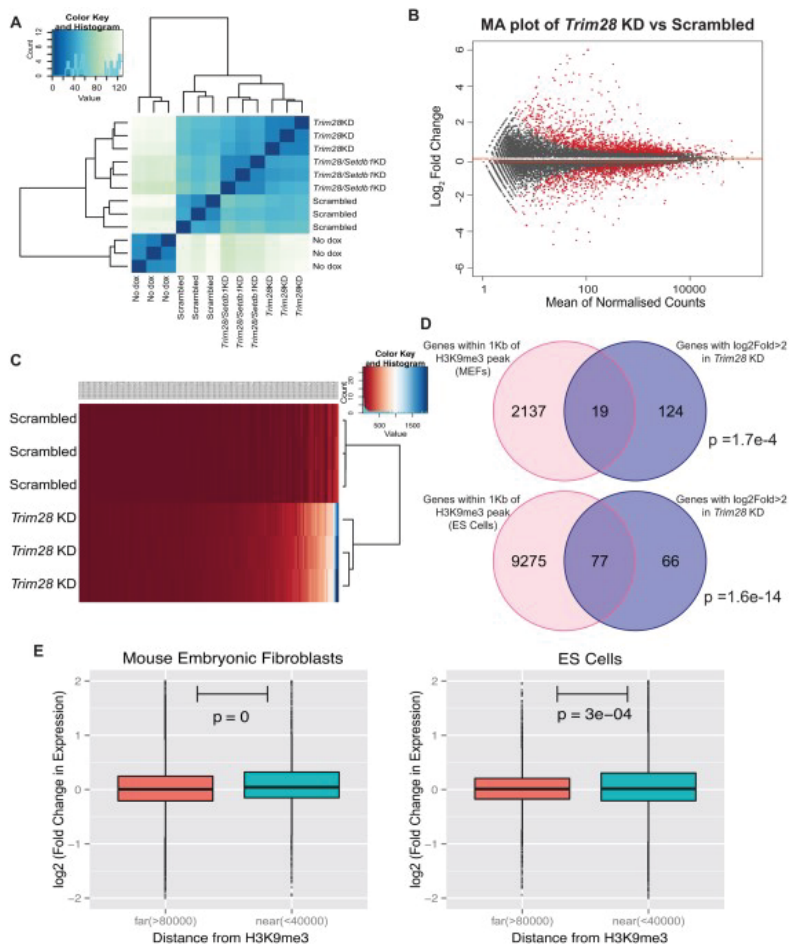 A
Color Key
and Histogram
Count
0 4 8 12
0 40 80 120
Value
Trim28KD
Trim28KD
Trim28KD
Trim28/Setdb1KD
Trim28/Setdb1KD
Trim28/Setdb1KD
Scrambled
Scrambled
Scrambled
No dox
No dox
No dox
No dox
No dox
No dox
Scrambled
Scrambled
Scrambled
Trim28/Setdb1KD
Trim28/Setdb1KD
Trim28/Setdb1KD
Trim28KD
Trim28KD
Trim28KD
B
MA plot of Trim28 KD vs Scrambled
Log2 Fold Change
6
4
2
0
-2
-4
-6
1 100 10000
Mean of Normalised Counts
C
Color Key
and Histogram
Count
0 10 20
500 1500
Value
Scrambled
Scrambled
Scrambled
Trim28 KD
Trim28 KD
Trim28 KD
D
Genes within 1Kb of
H3K9me3 peak
(MEFs)
Genes with log2Fold>2
in Trim28 KD
2137 19 124
p =1.7e-4
Genes within 1Kb of
H3K9me3 peak
(ES Cells)
Genes with log2Fold>2
in Trim28 KD
9275 77 66
p =1.6e-14
E
Mouse Embryonic Fibroblasts
log2 (Fold Change in Expression)
2
1
0
−1
−2
p = 0
far(>80000) near(<40000)
Distance from H3K9me3
ES Cells
log2 (Fold Change in Expression)
2
1
0
−1
−2
p = 3e−04
far(>80000) near(<40000)
Distance from H3K9me3